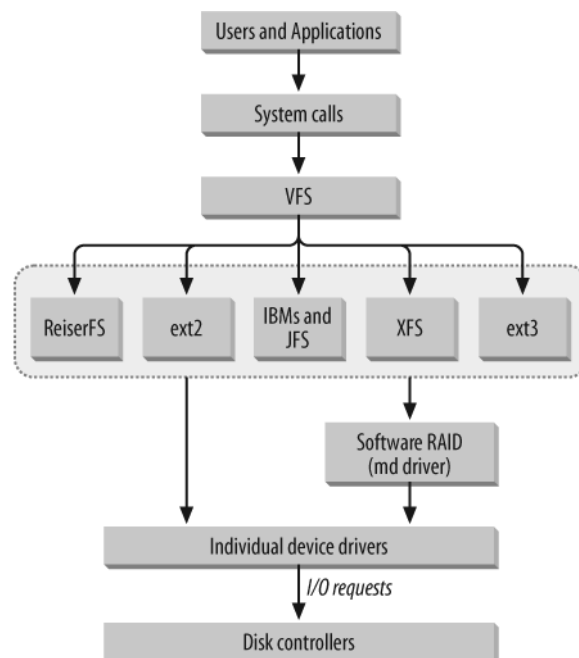 Users and Applications
System calls
VFS
ReiserFS
ext2
IBMs and
JFS
XFS
ext3
Software RAID
(md driver)
Individual device drivers
I/O requests
Disk controllers